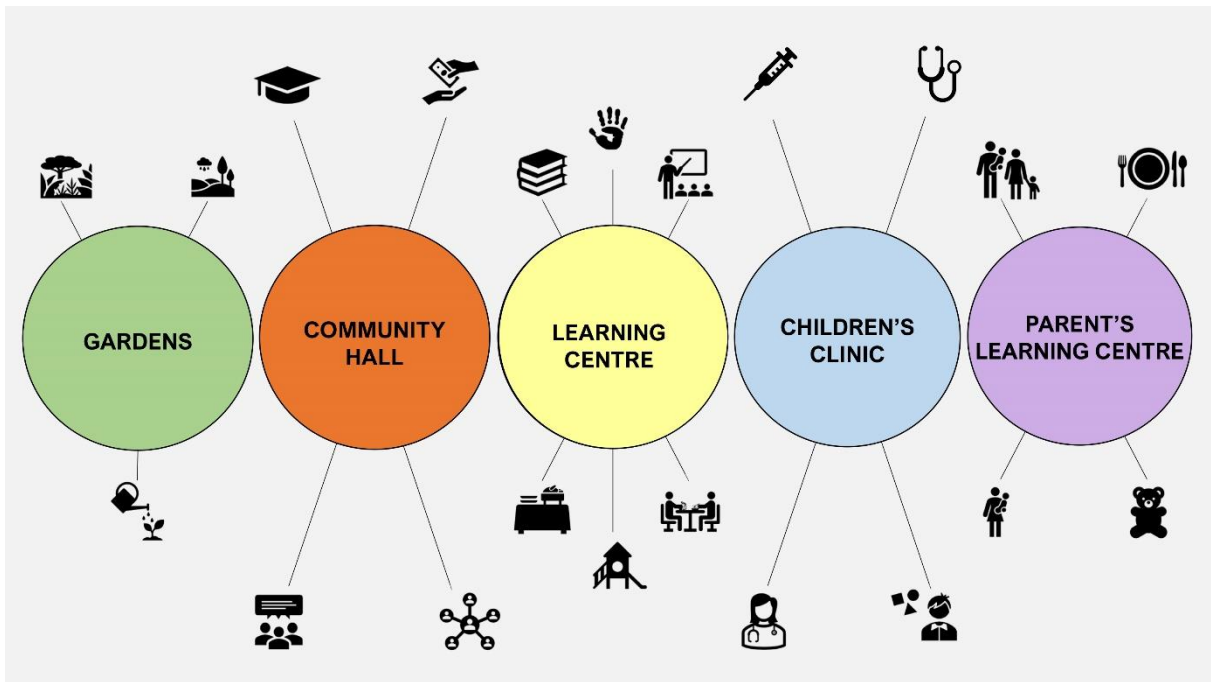 GARDENS
COMMUNITY
HALL
LEARNING
CENTRE
CHILDREN'S
CLINIC
PARENT'S
LEARNING CENTRE